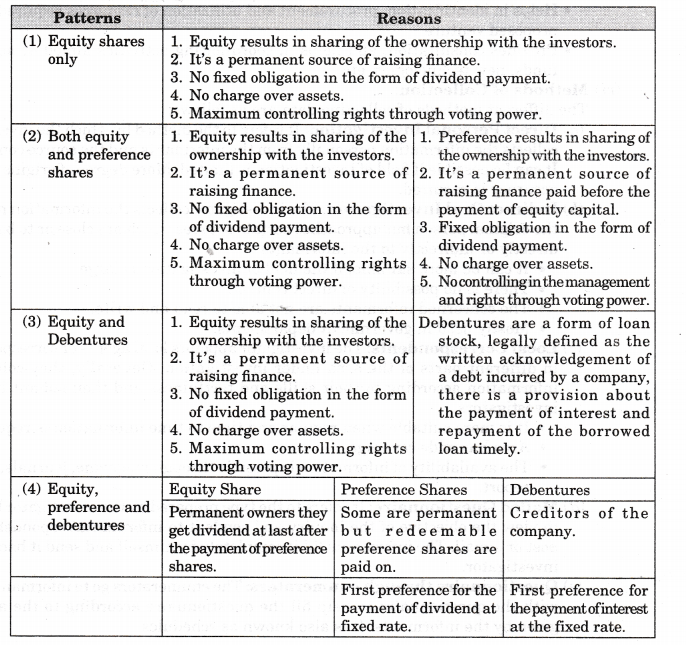 Patterns
Reasons
(1) Equity shares
only
1. Equity results in sharing of the ownership with the investors.
2. It's a permanent source of raising finance.
3. No fixed obligation in the form of dividend payment.
4. No charge over assets.
5. Maximum controlling rights through voting power.
(2) Both equity
and preference
shares
1. Equity results in sharing of the
ownership with the investors.
2. It's a permanent source of
raising finance.
3. No fixed obligation in the form
of dividend payment.
4. No charge over assets.
5. Maximum controlling rights
through voting power.
1. Preference results in sharing of
the ownership with the investors.
2. It's a permanent source of
raising finance paid before the
payment of equity capital.
3. Fixed obligation in the form of
dividend payment.
4. No charge over assets.
5. No controlling in the management
and rights through voting power.
(3) Equity and
Debentures
1. Equity results in sharing of the
ownership with the investors.
2. It's a permanent source of
raising finance.
3. No fixed obligation in the form
of dividend payment.
4. No charge over assets.
5. Maximum controlling rights
through voting power.
Debentures are a form of loan
stock, legally defined as the
written acknowledgement of
a debt incurred by a company,
there is a provision about
the payment of interest and
repayment of the borrowed
loan timely.
(4) Equity,
preference and
debentures
Equity Share
Preference Shares
Debentures
Permanent owners they
get dividend at last after
the payment of preference
shares.
Some are permanent
but redeemable
preference shares are
paid on.
Creditors of the
company.
First preference for the
payment of dividend at
fixed rate.
First preference for
the payment of interest
at the fixed rate.